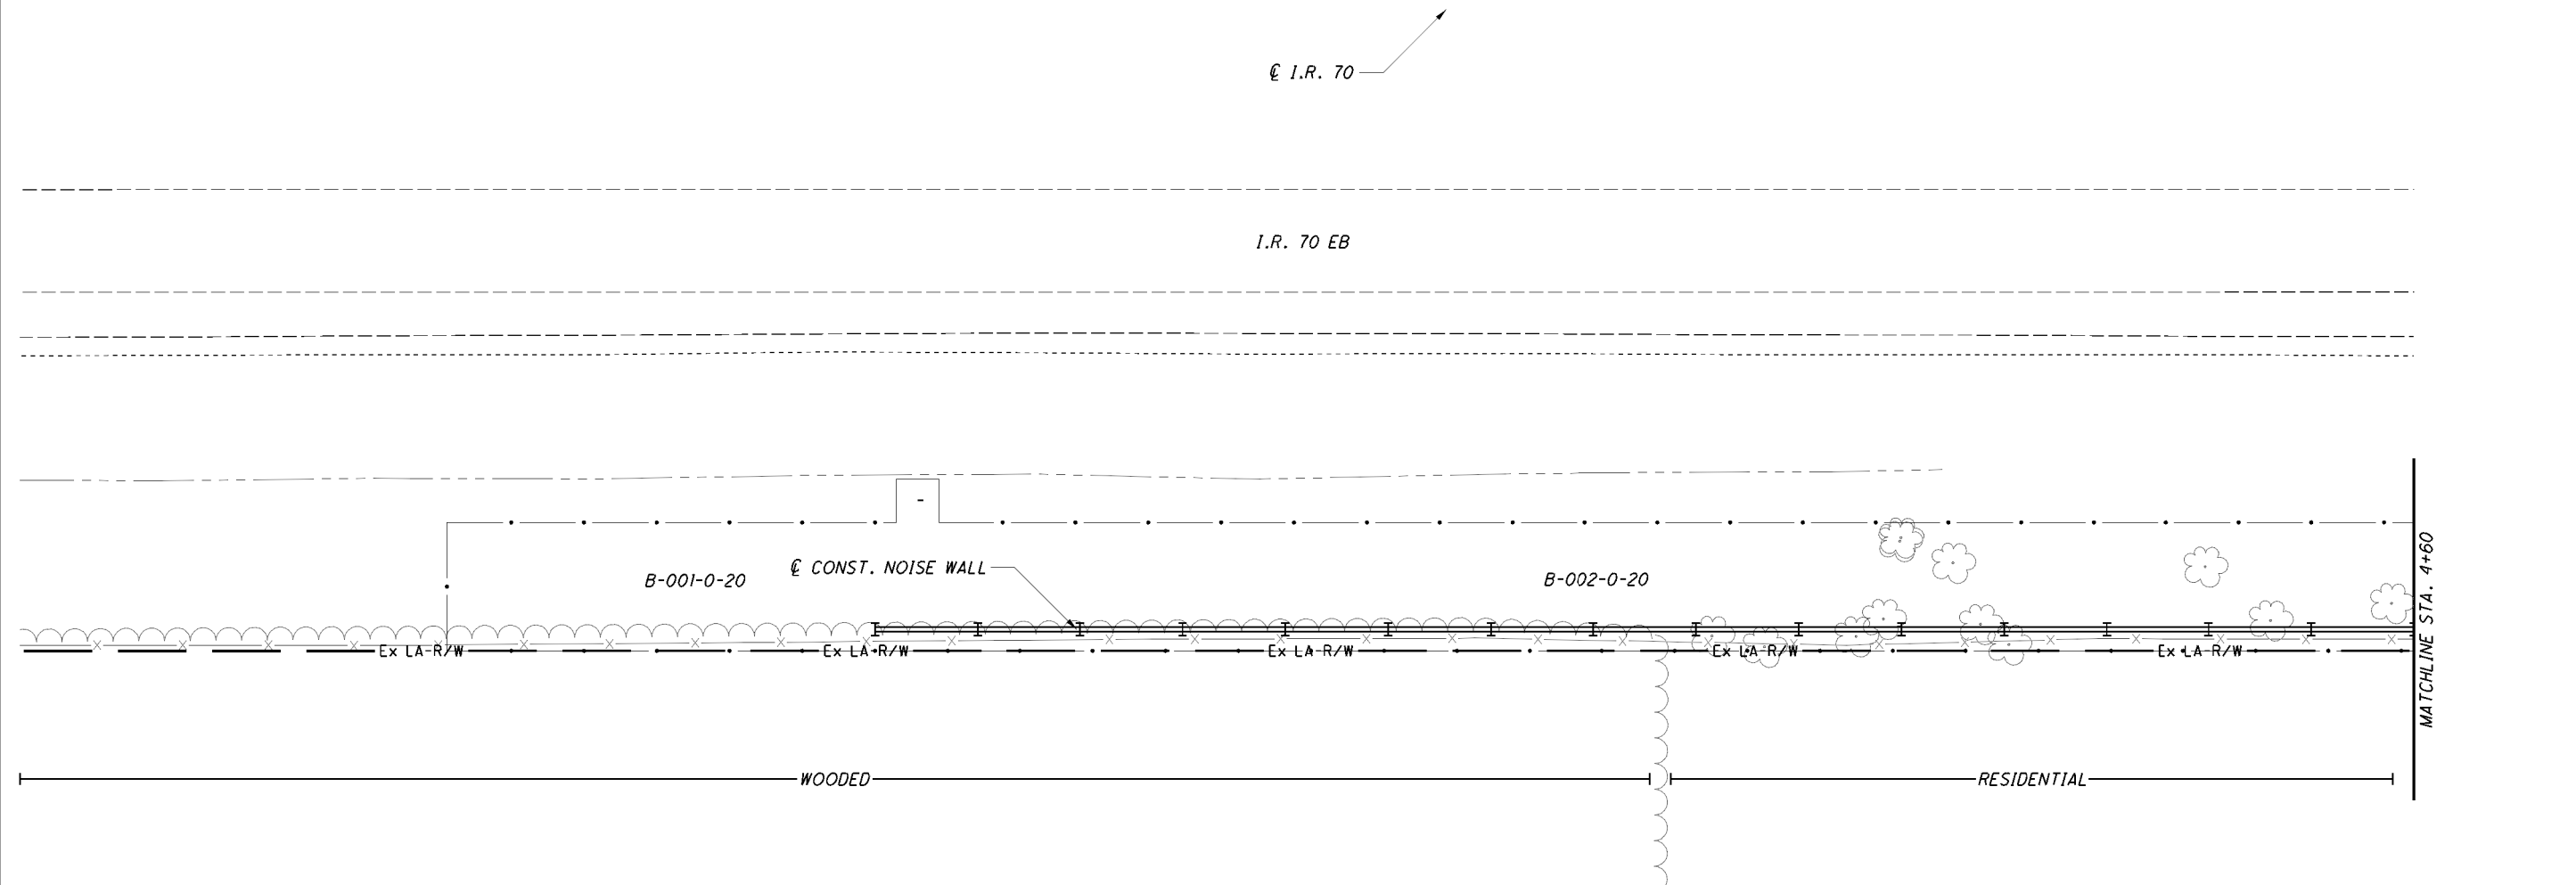 ℄ I.R. 70
I.R. 70 EB
℄ CONST. NOISE WALL
B-001-0-20
B-002-0-20
Ex LA-R/W
Ex LA-R/W
Ex LA-R/W
Ex LA-R/W
Ex LA-R/W
MATCHLINE STA. 4+60
WOODED
RESIDENTIAL